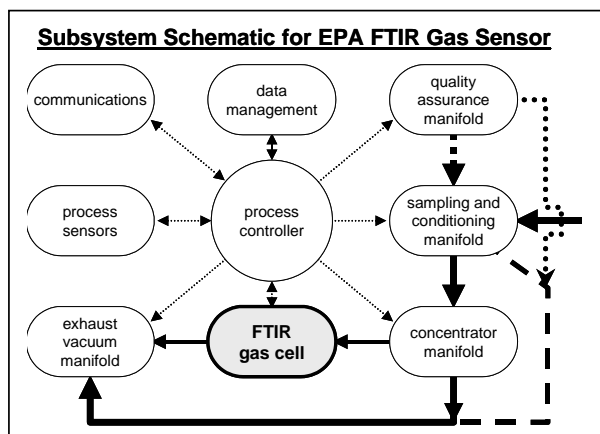 Subsystem Schematic for EPA FTIR Gas Sensor
communications
data
management
quality
assurance
manifold
process
sensors
process
controller
sampling and
conditioning
manifold
exhaust
vacuum
manifold
FTIR
gas cell
concentrator
manifold